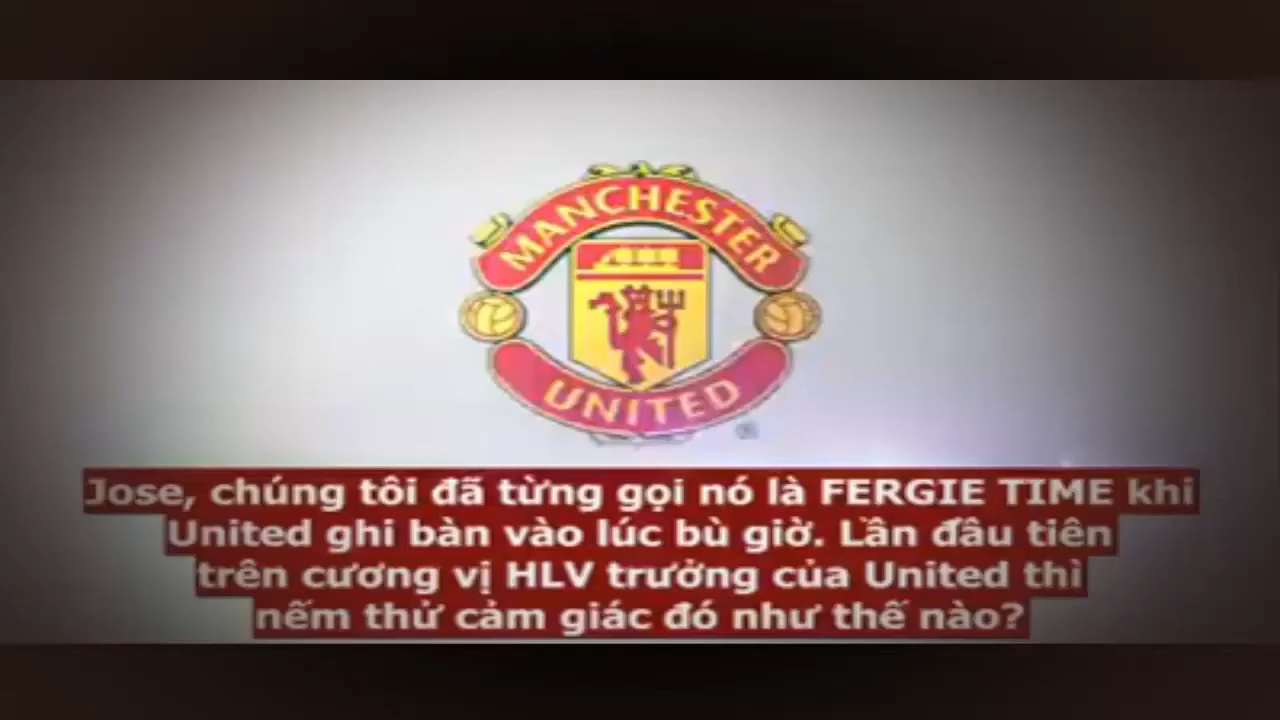 MANCHESTER
UNITED
®
Jose, chúng tôi đã từng gọi nó là FERGIE TIME khi
United ghi bàn vào lúc bù giờ. Lần đầu tiên
trên cương vị HLV trưởng của United thì
nếm thử cảm giác đó như thế nào?